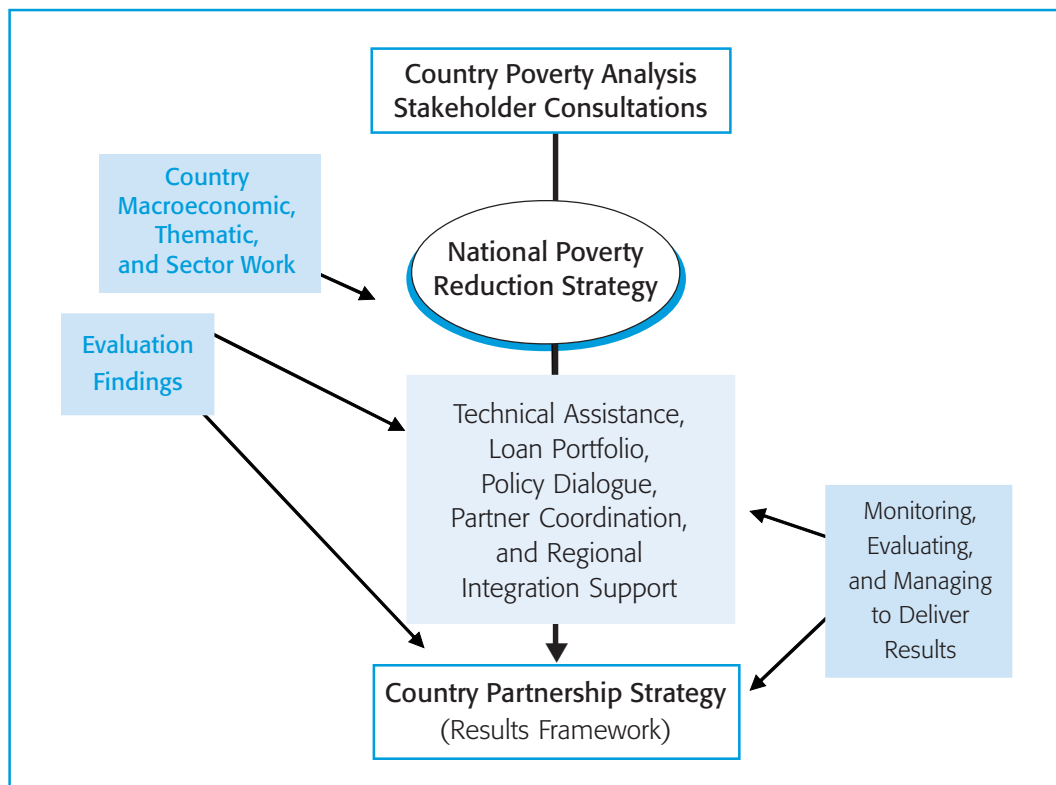 Country Poverty Analysis
Stakeholder Consultations
Country
Macroeconomic,
Thematic,
and Sector Work
National Poverty
Reduction Strategy
Evaluation
Findings
Technical Assistance,
Loan Portfolio,
Policy Dialogue,
Partner Coordination,
and Regional
Integration Support
Monitoring,
Evaluating,
and Managing
to Deliver
Results
Country Partnership Strategy
(Results Framework)